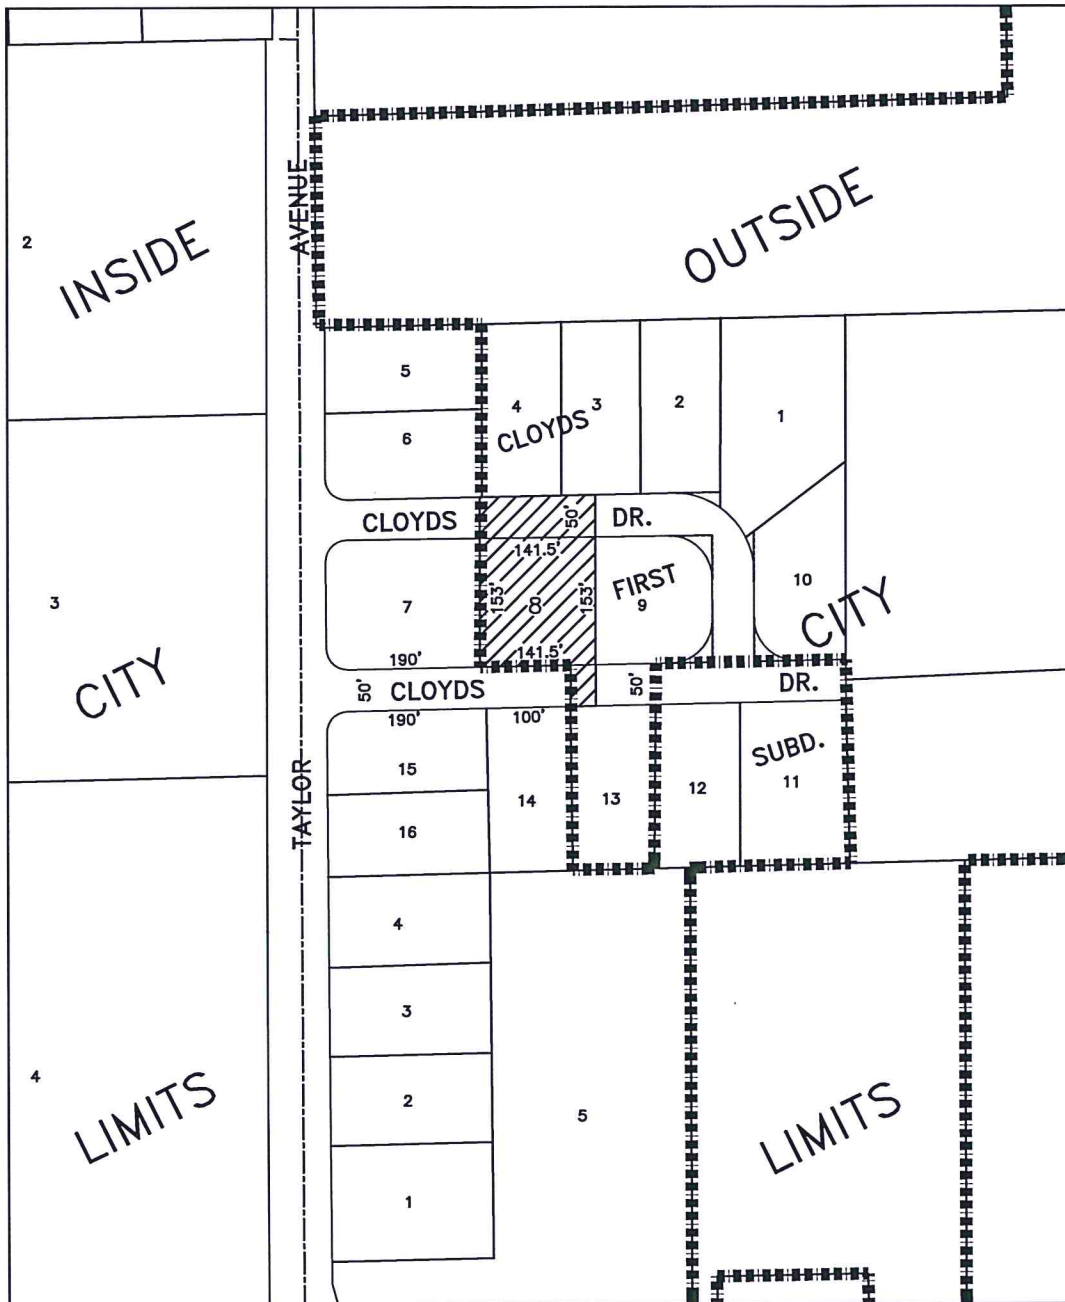 AVENUE
2
INSIDE
OUTSIDE
5
4
3
2
1
CLOYDS
6
CLOYDS
50'
DR.
141.5'
FIRST
3
7
153'
8
153'
9
10
CITY
190'
141.5'
CITY
50'
CLOYDS
50'
DR.
190'
100'
SUBD.
TAYLOR
15
14
13
12
11
16
4
3
4
LIMITS
2
5
LIMITS
1